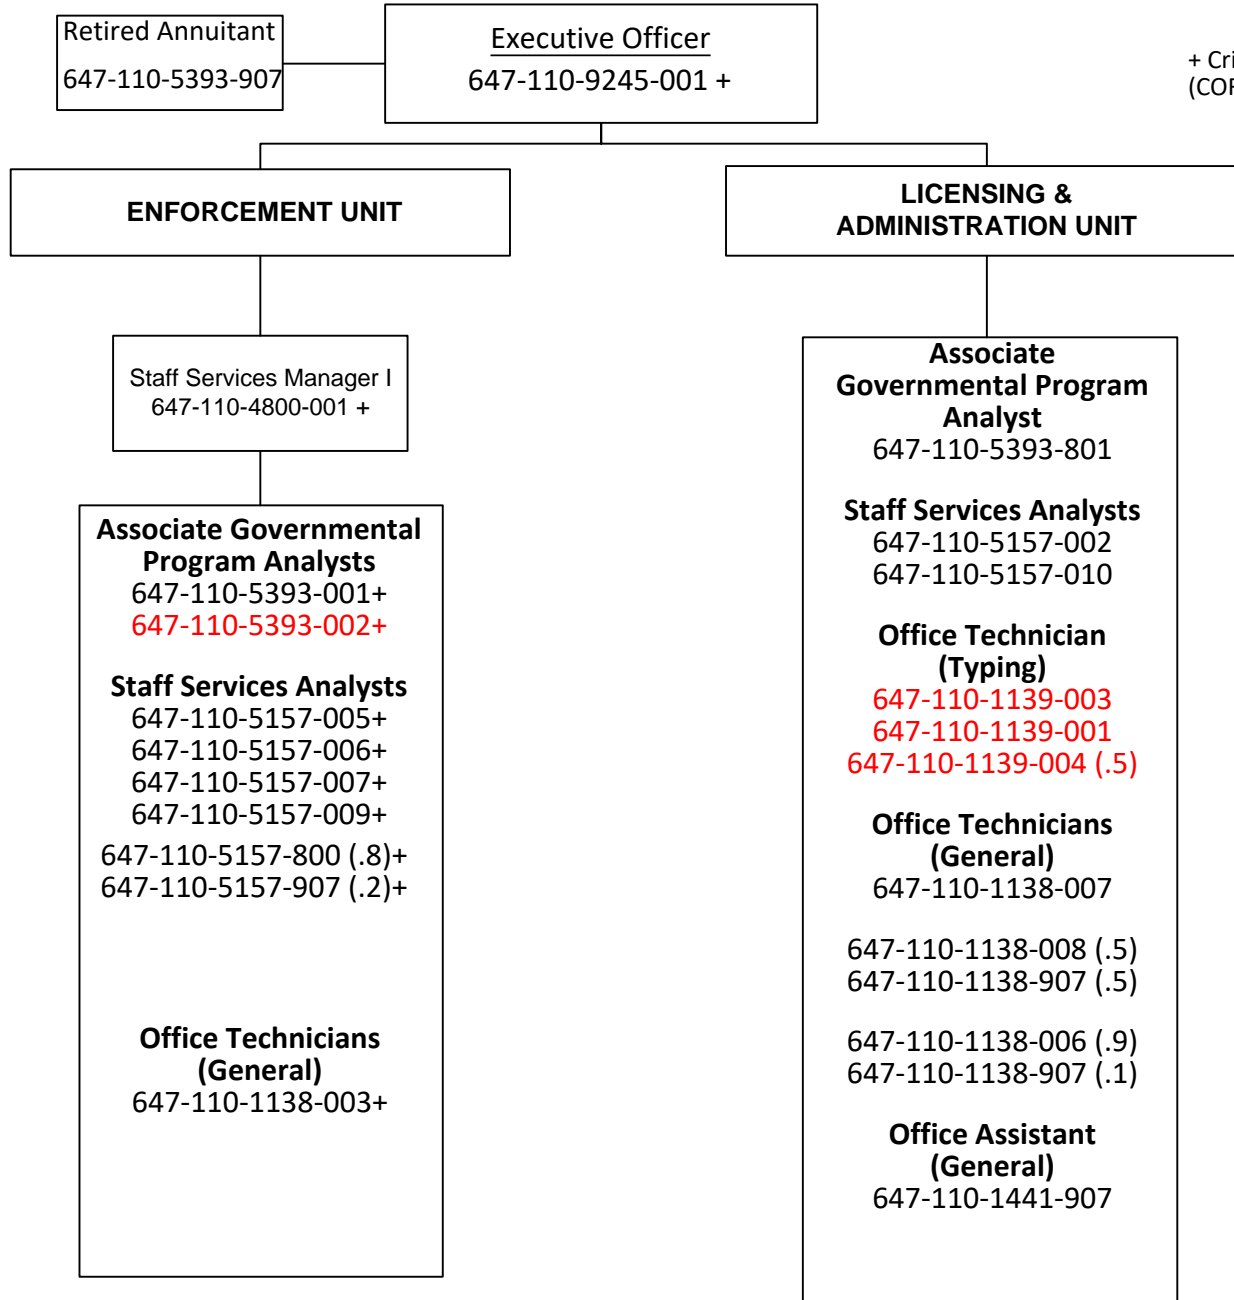 Retired Annuitant
647-110-5393-907
Executive Officer
647-110-9245-001 +
+
(
ENFORCEMENT UNIT
LICENSING &
ADMINISTRATION UNIT
Staff Services Manager I
647-110-4800-001 +
Associate Governmental
Program Analysts
647-110-5393-001+
647-110-5393-002+
Staff Services Analysts
647-110-5157-005+
647-110-5157-006+
647-110-5157-007+
647-110-5157-009+
647-110-5157-800 (.8)+
647-110-5157-907 (.2)+
Office Technicians
(General)
647-110-1138-003+
Associate
Governmental Program
Analyst
647-110-5393-801
Staff Services Analysts
647-110-5157-002
647-110-5157-010
Office Technician
(Typing)
647-110-1139-003
647-110-1139-001
647-110-1139-004 (.5)
Office Technicians
(General)
647-110-1138-007
647-110-1138-008 (.5)
647-110-1138-907 (.5)
647-110-1138-006 (.9)
647-110-1138-907 (.1)
Office Assistant
(General)
647-110-1441-907